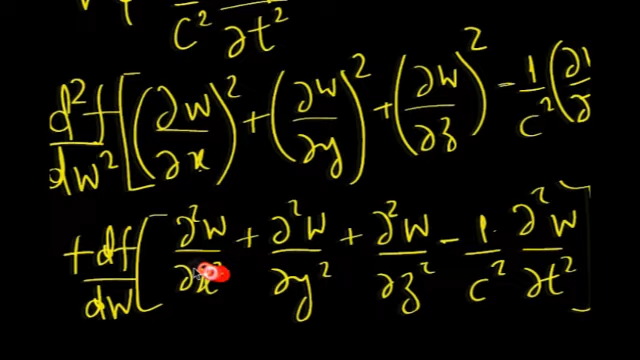 c² ∂t²
d²f/dw² [ (∂w/∂x)² + (∂w/∂y)² + (∂w/∂z)² - 1/c² (∂
+ df/dw [ ∂²w/∂x² + ∂²w/∂y² + ∂²w/∂z² - 1/c² ∂²w/∂t² ]